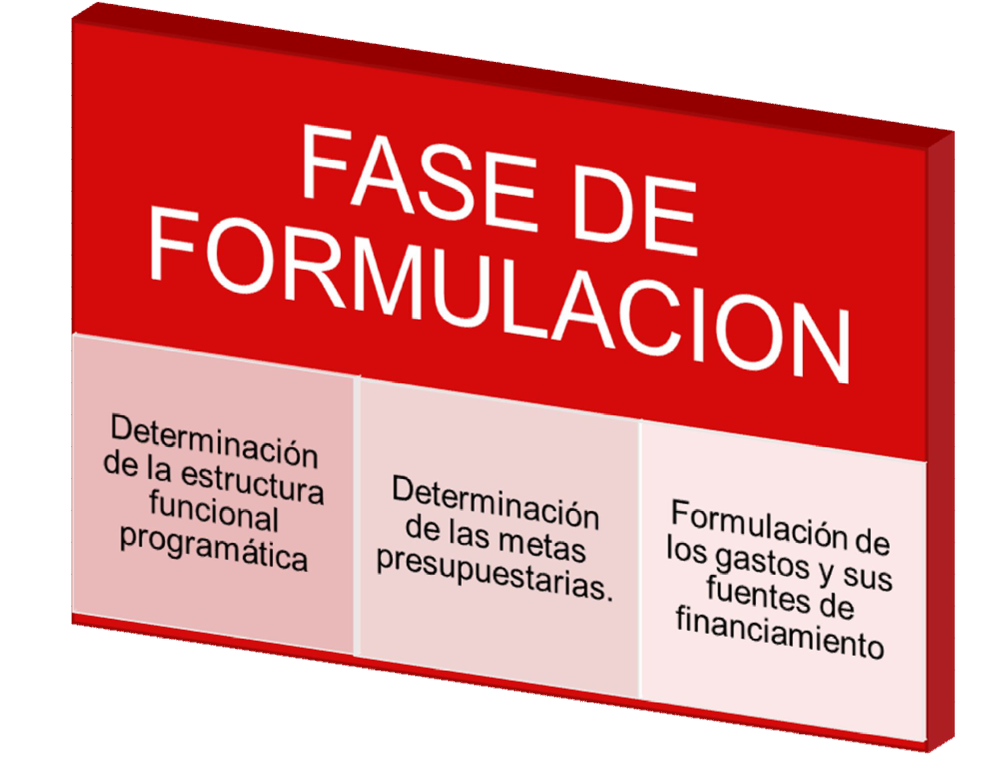 FASE DE
FORMULACION
Determinación
de la estructura
funcional
programática
Determinación
de las metas
presupuestarias.
Formulación de
los gastos y sus
fuentes de
financiamiento